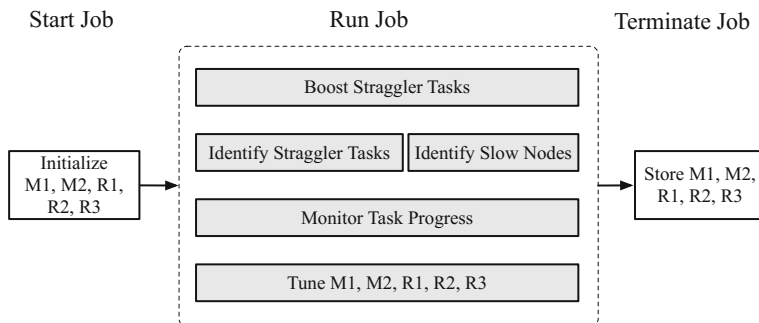 Start Job
Run Job
Terminate Job
Boost Straggler Tasks
Identify Straggler Tasks
Identify Slow Nodes
Initialize
M1, M2, R1,
R2, R3
Store M1, M2,
R1, R2, R3
Monitor Task Progress
Tune M1, M2, R1, R2, R3